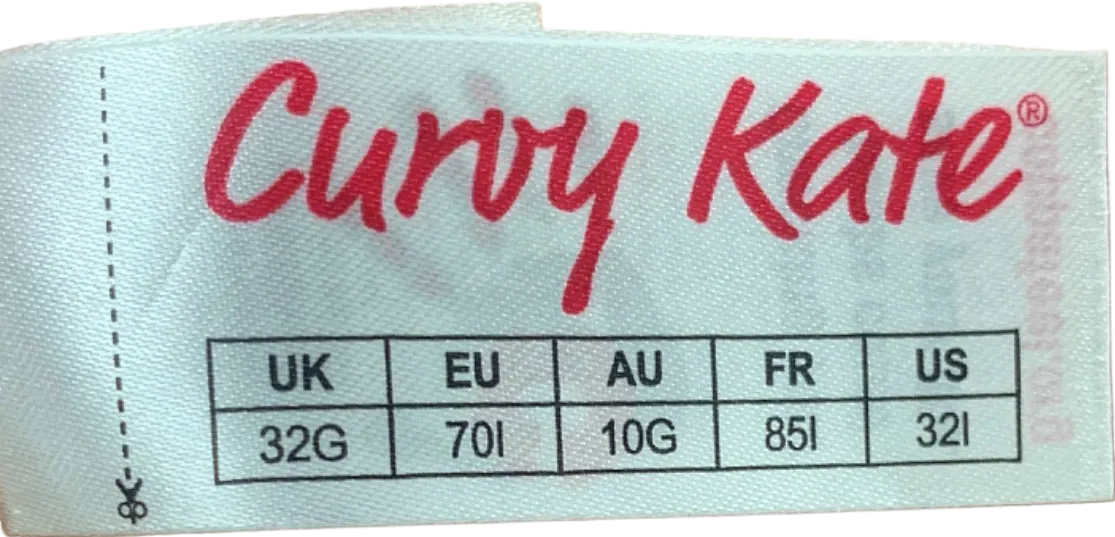 Curvy Kate®
UK EU AU FR US
32G 70I 10G 85I 32I